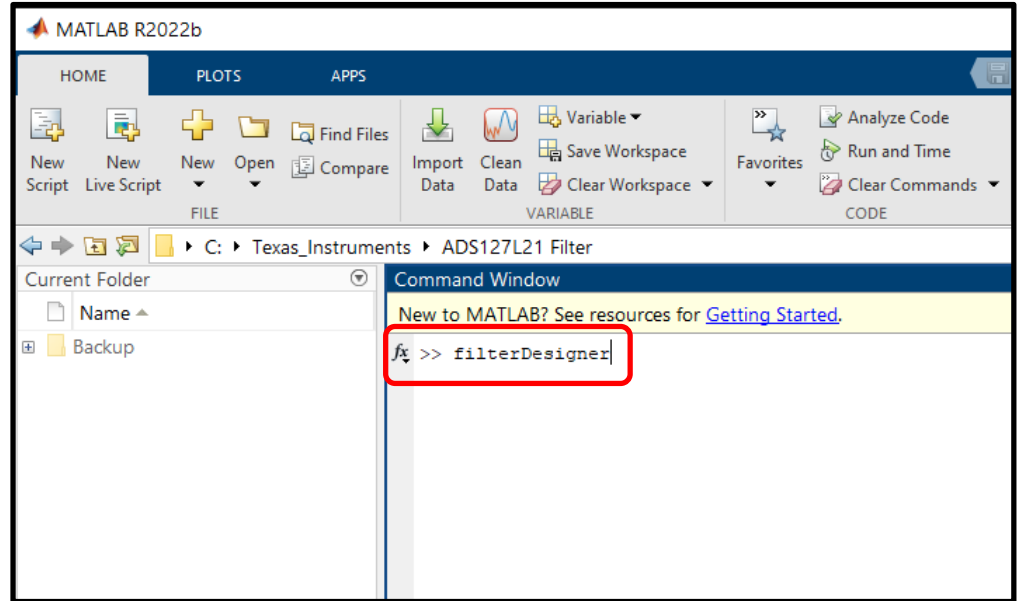 MATLAB R2022b
HOME PLOTS APPS
New Script
New Live Script
New
Open
Find Files
Compare
FILE
Import Data
Clean Data
Variable
Save Workspace
Clear Workspace
VARIABLE
Favorites
Analyze Code
Run and Time
Clear Commands
CODE
C: Texas_Instruments ADS127L21 Filter
Current Folder
Name
Backup
Command Window
New to MATLAB? See resources for Getting Started.
fx >> filterDesigner